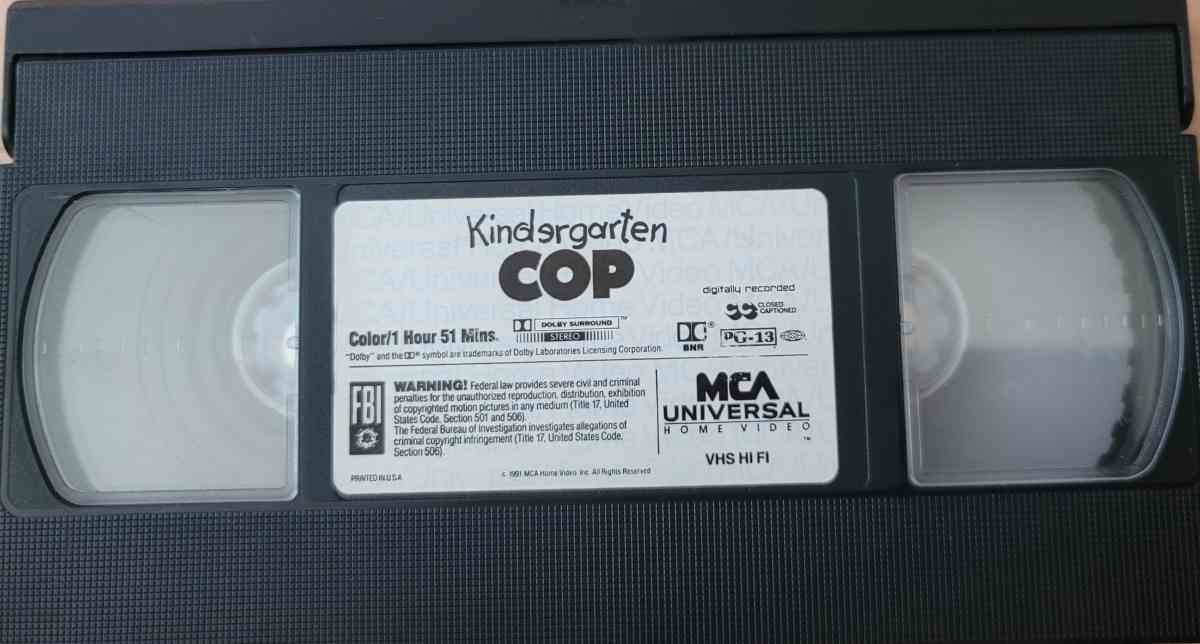 Kindergarten
COP
digitally recorded
CLOSED
CAPTIONED
Color/1 Hour 51 Mins.
DOLBY SURROUND™
STEREO
BNR
PG-13
"Dolby" and the symbol are trademarks of Dolby Laboratories Licensing Corporation.
FBI
WARNING! Federal law provides severe civil and criminal
penalties for the unauthorized reproduction, distribution, exhibition
of copyrighted motion pictures in any medium (Title 17, United
States Code, Section 501 and 506).
The Federal Bureau of Investigation investigates allegations of
criminal copyright infringement (Title 17, United States Code,
Section 506).
MCA
UNIVERSAL
HOME VIDEO
™
VHS HI FI
PRINTED IN U.S.A
© 1991 MCA Home Video, Inc. All Rights Reserved